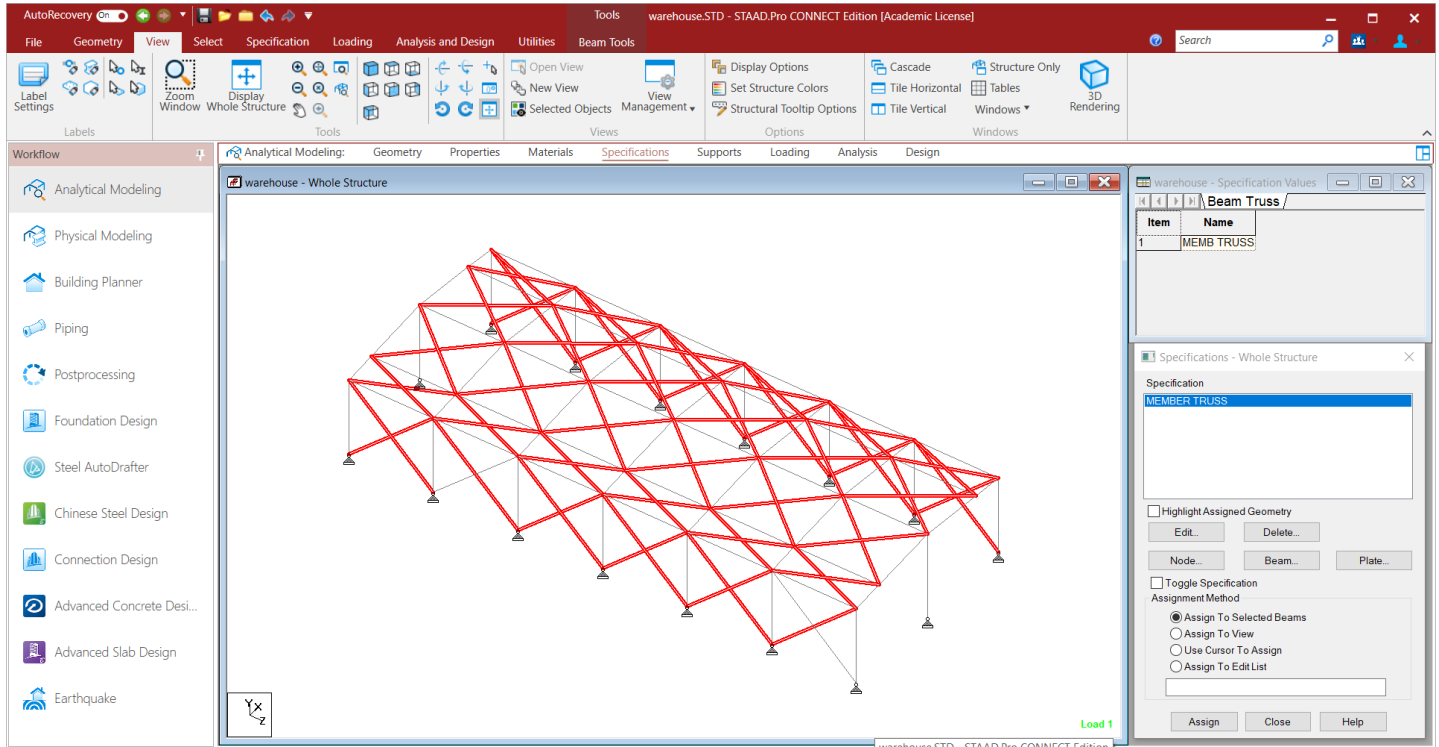 AutoRecovery On
Tools
warehouse.STD - STAAD.Pro CONNECT Edition [Academic License]
File Geometry View Select Specification Loading Analysis and Design Utilities Beam Tools
Search
Label Settings
Zoom Window
Display Whole Structure
Open View
New View
Selected Objects
View Management
Display Options
Set Structure Colors
Structural Tooltip Options
Cascade
Tile Horizontal
Tile Vertical
Structure Only
Tables
Windows
3D Rendering
Labels Tools Views Options Windows
Workflow
Analytical Modeling: Geometry Properties Materials Specifications Supports Loading Analysis Design
Analytical Modeling
Physical Modeling
Building Planner
Piping
Postprocessing
Foundation Design
Steel AutoDrafter
Chinese Steel Design
Connection Design
Advanced Concrete Desi...
Advanced Slab Design
Earthquake
warehouse - Whole Structure
Y X
Z
Load 1
warehouse - Specification Values
Beam Truss
Item Name
1 MEMB TRUSS
Specifications - Whole Structure
Specification
MEMBER TRUSS
Highlight Assigned Geometry
Edit... Delete...
Node... Beam... Plate...
Toggle Specification
Assignment Method
Assign To Selected Beams
Assign To View
Use Cursor To Assign
Assign To Edit List
Assign Close Help
warehouse.STD - STAAD.Pro CONNECT Edition